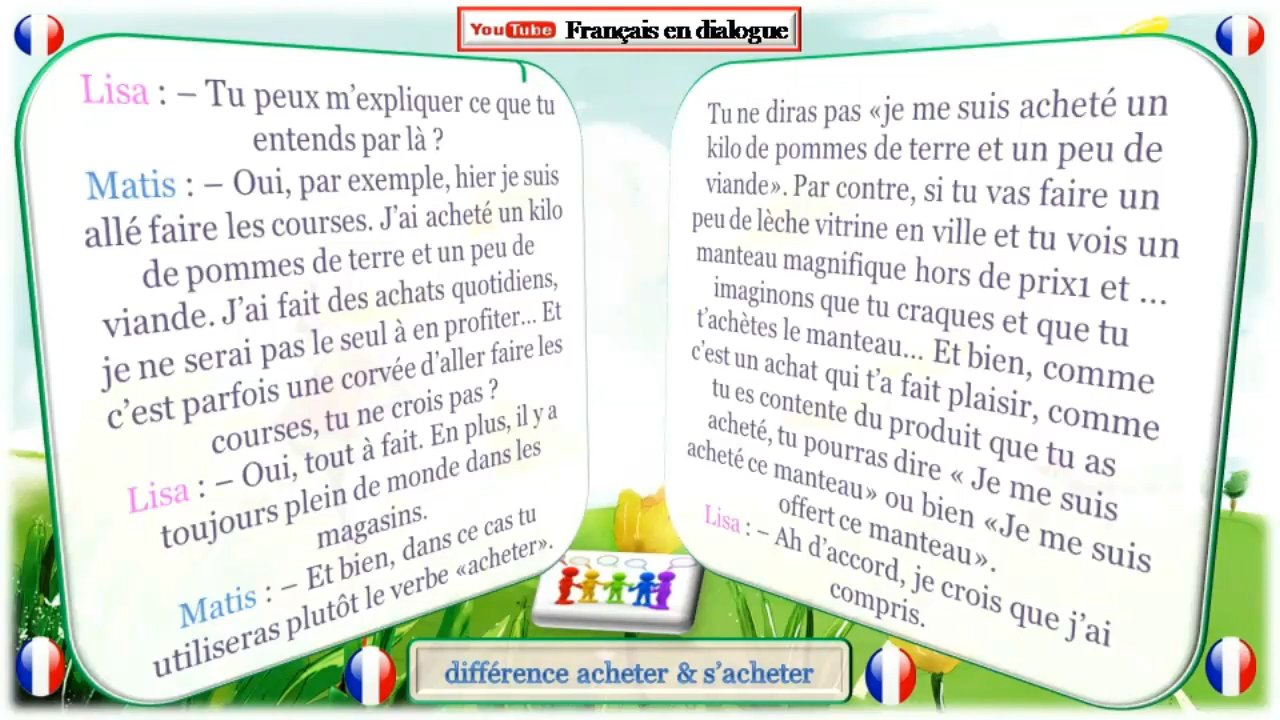 You Tube Français en dialogue
Lisa : – Tu peux m’expliquer ce que tu
entends par là ?
Matis : – Oui, par exemple, hier je suis
allé faire les courses. J’ai acheté un kilo
de pommes de terre et un peu de
viande. J’ai fait des achats quotidiens,
je ne serai pas le seul à en profiter... Et
c’est parfois une corvée d’aller faire les
courses, tu ne crois pas ?
Lisa : – Oui, tout à fait. En plus, il y a
toujours plein de monde dans les
magasins.
Matis : – Et bien, dans ce cas tu
utiliseras plutôt le verbe «acheter».
Tu ne diras pas «je me suis acheté un
kilo de pommes de terre et un peu de
viande». Par contre, si tu vas faire un
peu de lèche vitrine en ville et tu vois un
manteau magnifique hors de prix1 et ...
imaginons que tu craques et que tu
t’achètes le manteau... Et bien, comme
c’est un achat qui t’a fait plaisir, comme
tu es contente du produit que tu as
acheté, tu pourras dire « Je me suis
acheté ce manteau» ou bien «Je me suis
offert ce manteau».
Lisa : – Ah d’accord, je crois que j’ai
compris.
différence acheter & s’acheter